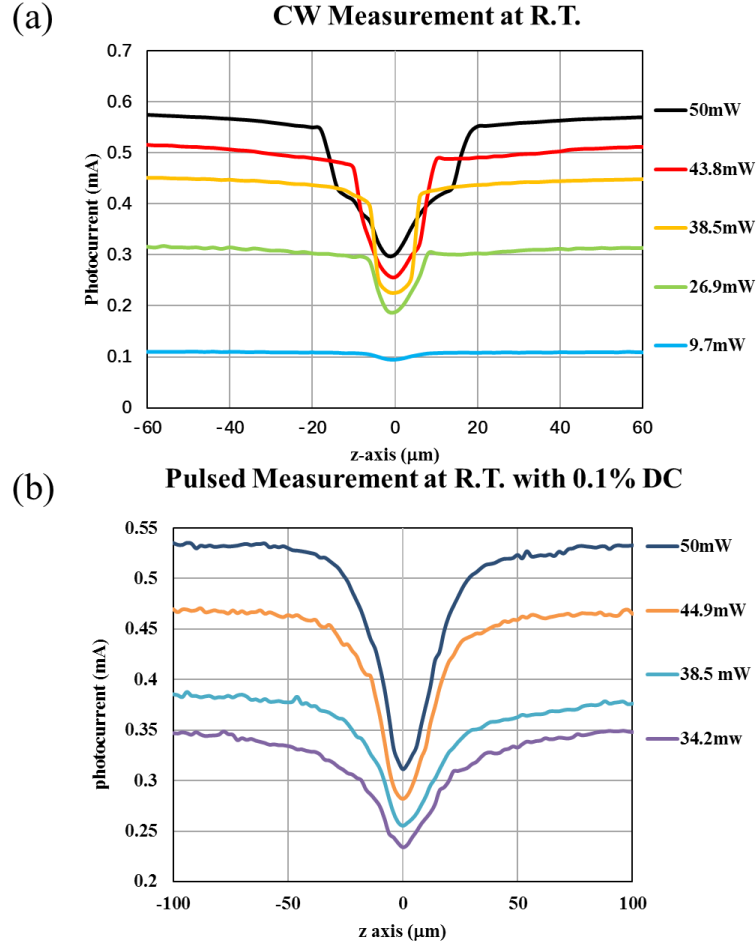 (a)
CW Measurement at R.T.
Photocurrent (mA)
0.7
0.6
0.5
0.4
0.3
0.2
0.1
0
-60
-40
-20
0
20
40
60
z-axis (μm)
50mW
43.8mW
38.5mW
26.9mW
9.7mW
(b)
Pulsed Measurement at R.T. with 0.1% DC
photocurrent (mA)
0.55
0.5
0.45
0.4
0.35
0.3
0.25
0.2
-100
-50
0
50
100
z axis (μm)
50mW
44.9mW
38.5 mW
34.2mw